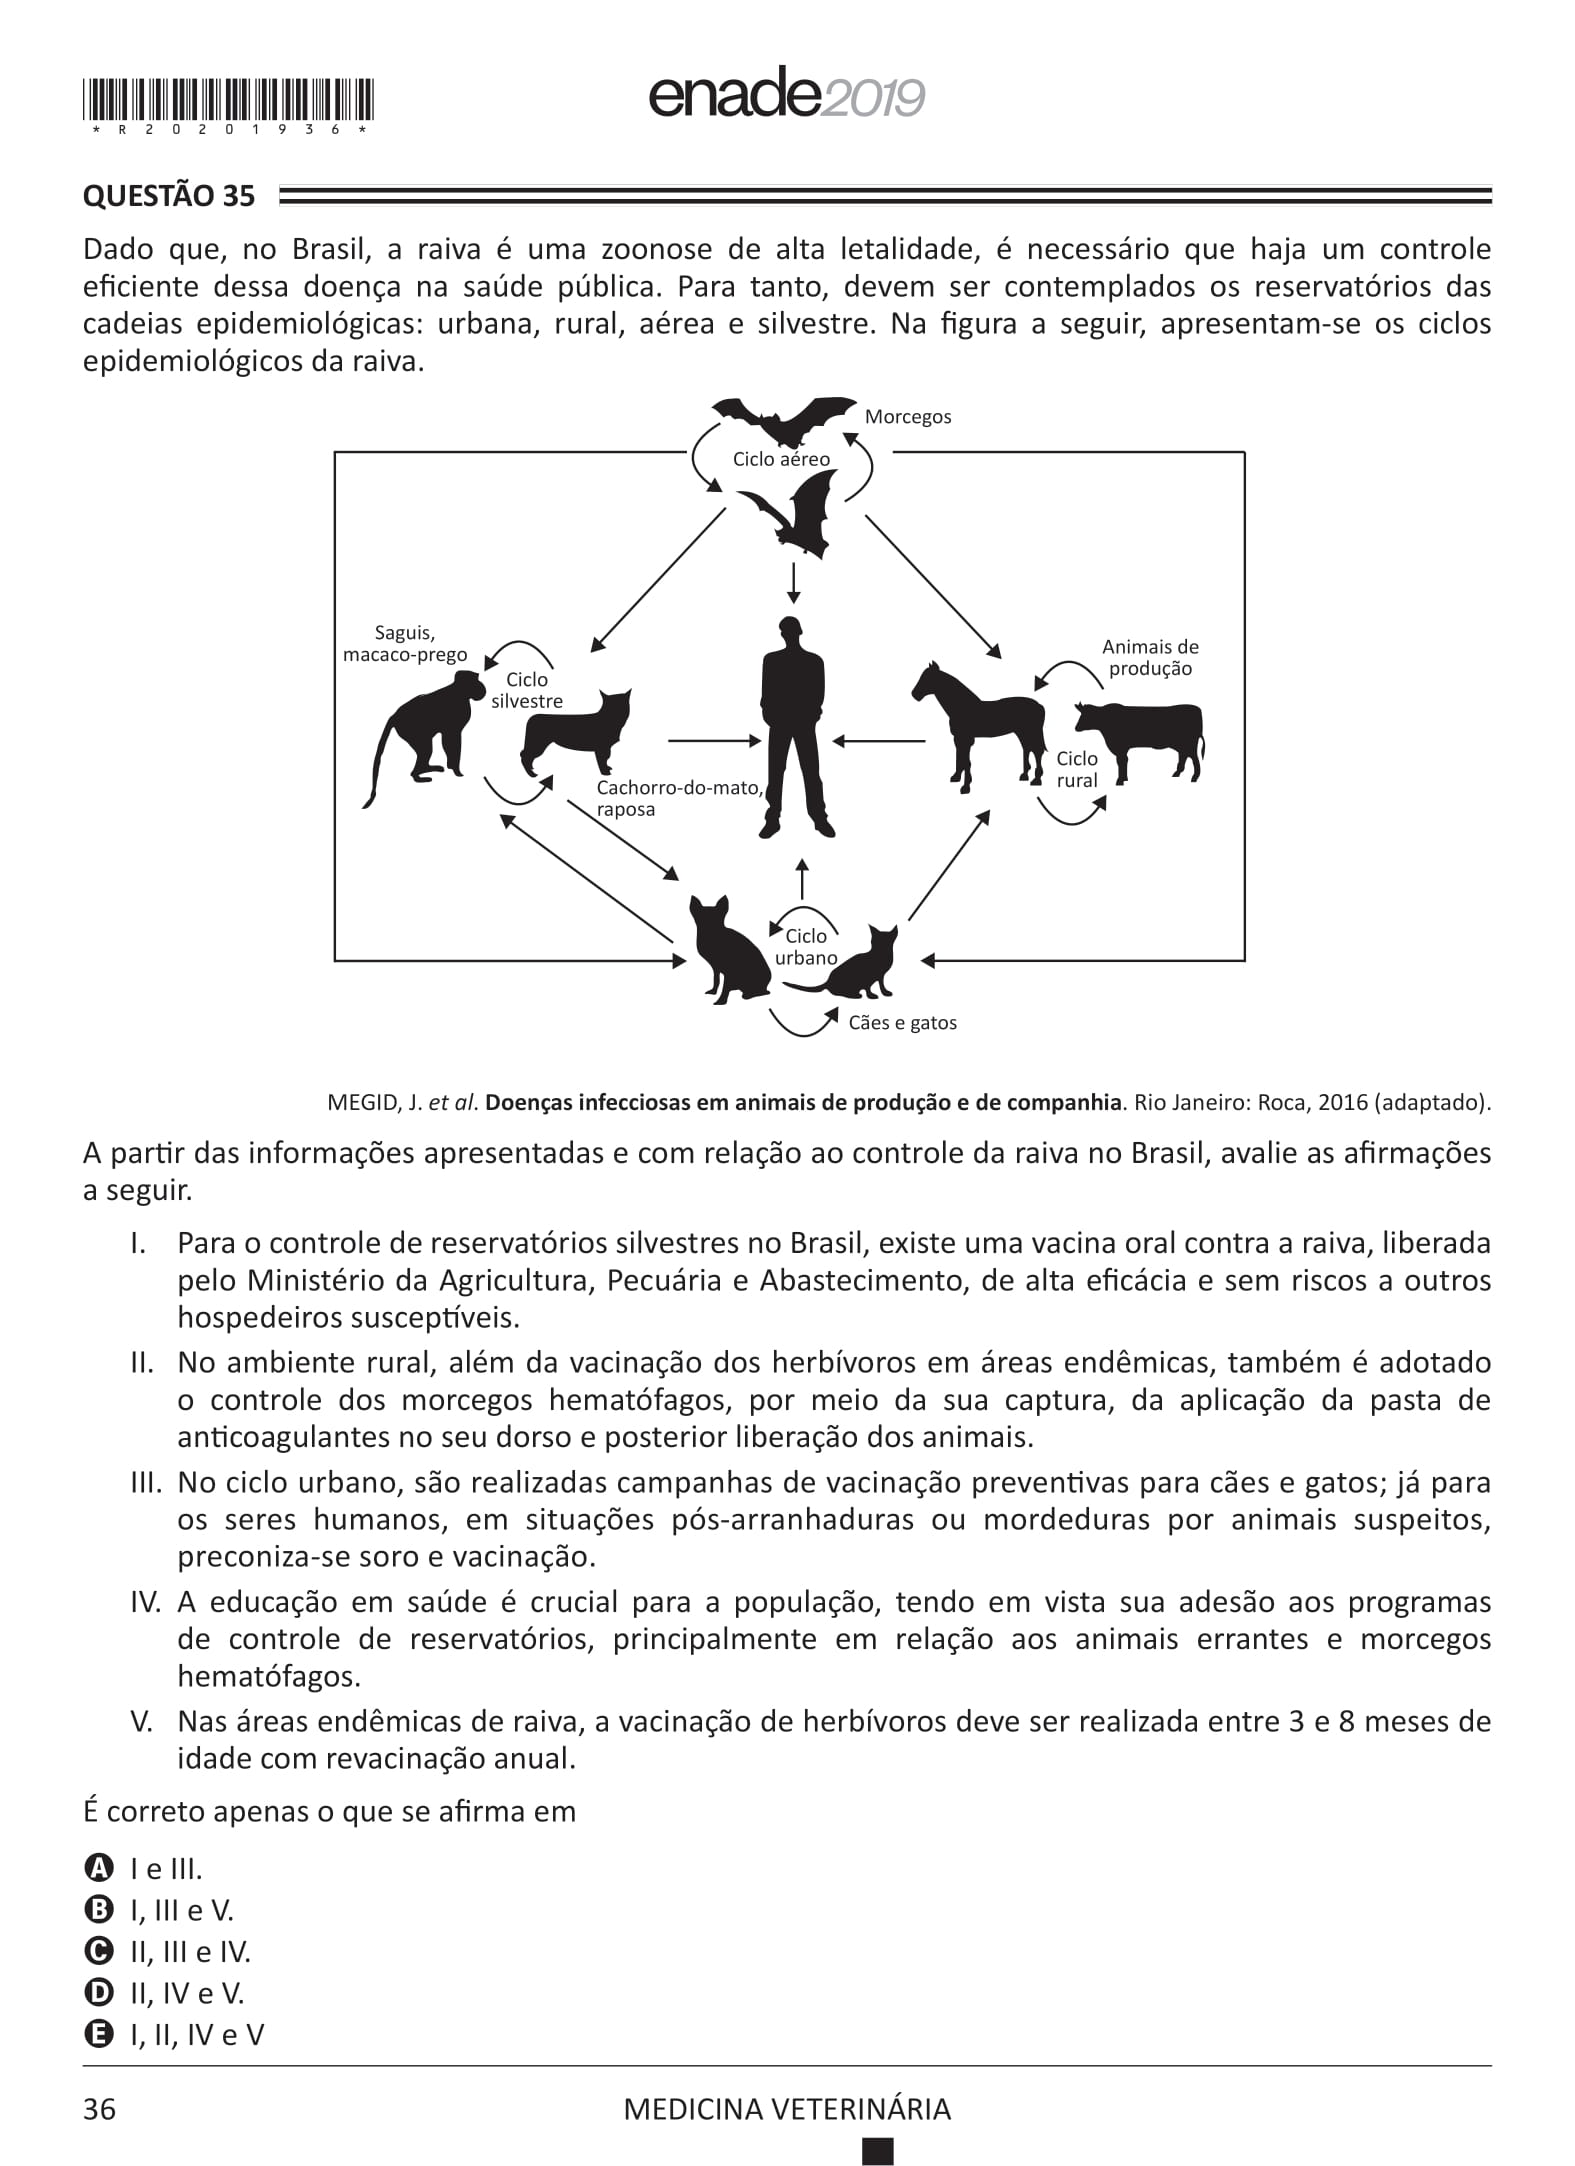 *R20201936*
enade2019
QUESTÃO 35
Dado que, no Brasil, a raiva é uma zoonose de alta letalidade, é necessário que haja um controle
eficiente dessa doença na saúde pública. Para tanto, devem ser contemplados os reservatórios das
cadeias epidemiológicas: urbana, rural, aérea e silvestre. Na figura a seguir, apresentam-se os ciclos
epidemiológicos da raiva.
Morcegos
Ciclo aéreo
Saguis,
macaco-prego
Ciclo
silvestre
Animais de
produção
Ciclo
rural
Cachorro-do-mato,
raposa
Ciclo
urbano
Cães e gatos
MEGID, J. et al. Doenças infecciosas em animais de produção e de companhia. Rio Janeiro: Roca, 2016 (adaptado).
A partir das informações apresentadas e com relação ao controle da raiva no Brasil, avalie as afirmações
a seguir.
I. Para o controle de reservatórios silvestres no Brasil, existe uma vacina oral contra a raiva, liberada
pelo Ministério da Agricultura, Pecuária e Abastecimento, de alta eficácia e sem riscos a outros
hospedeiros susceptíveis.
II. No ambiente rural, além da vacinação dos herbívoros em áreas endêmicas, também é adotado
o controle dos morcegos hematófagos, por meio da sua captura, da aplicação da pasta de
anticoagulantes no seu dorso e posterior liberação dos animais.
III. No ciclo urbano, são realizadas campanhas de vacinação preventivas para cães e gatos; já para
os seres humanos, em situações pós-arranhaduras ou mordeduras por animais suspeitos,
preconiza-se soro e vacinação.
IV. A educação em saúde é crucial para a população, tendo em vista sua adesão aos programas
de controle de reservatórios, principalmente em relação aos animais errantes e morcegos
hematófagos.
V. Nas áreas endêmicas de raiva, a vacinação de herbívoros deve ser realizada entre 3 e 8 meses de
idade com revacinação anual.
É correto apenas o que se afirma em
A I e III.
B I, III e V.
C II, III e IV.
D II, IV e V.
E I, II, IV e V
36
MEDICINA VETERINÁRIA